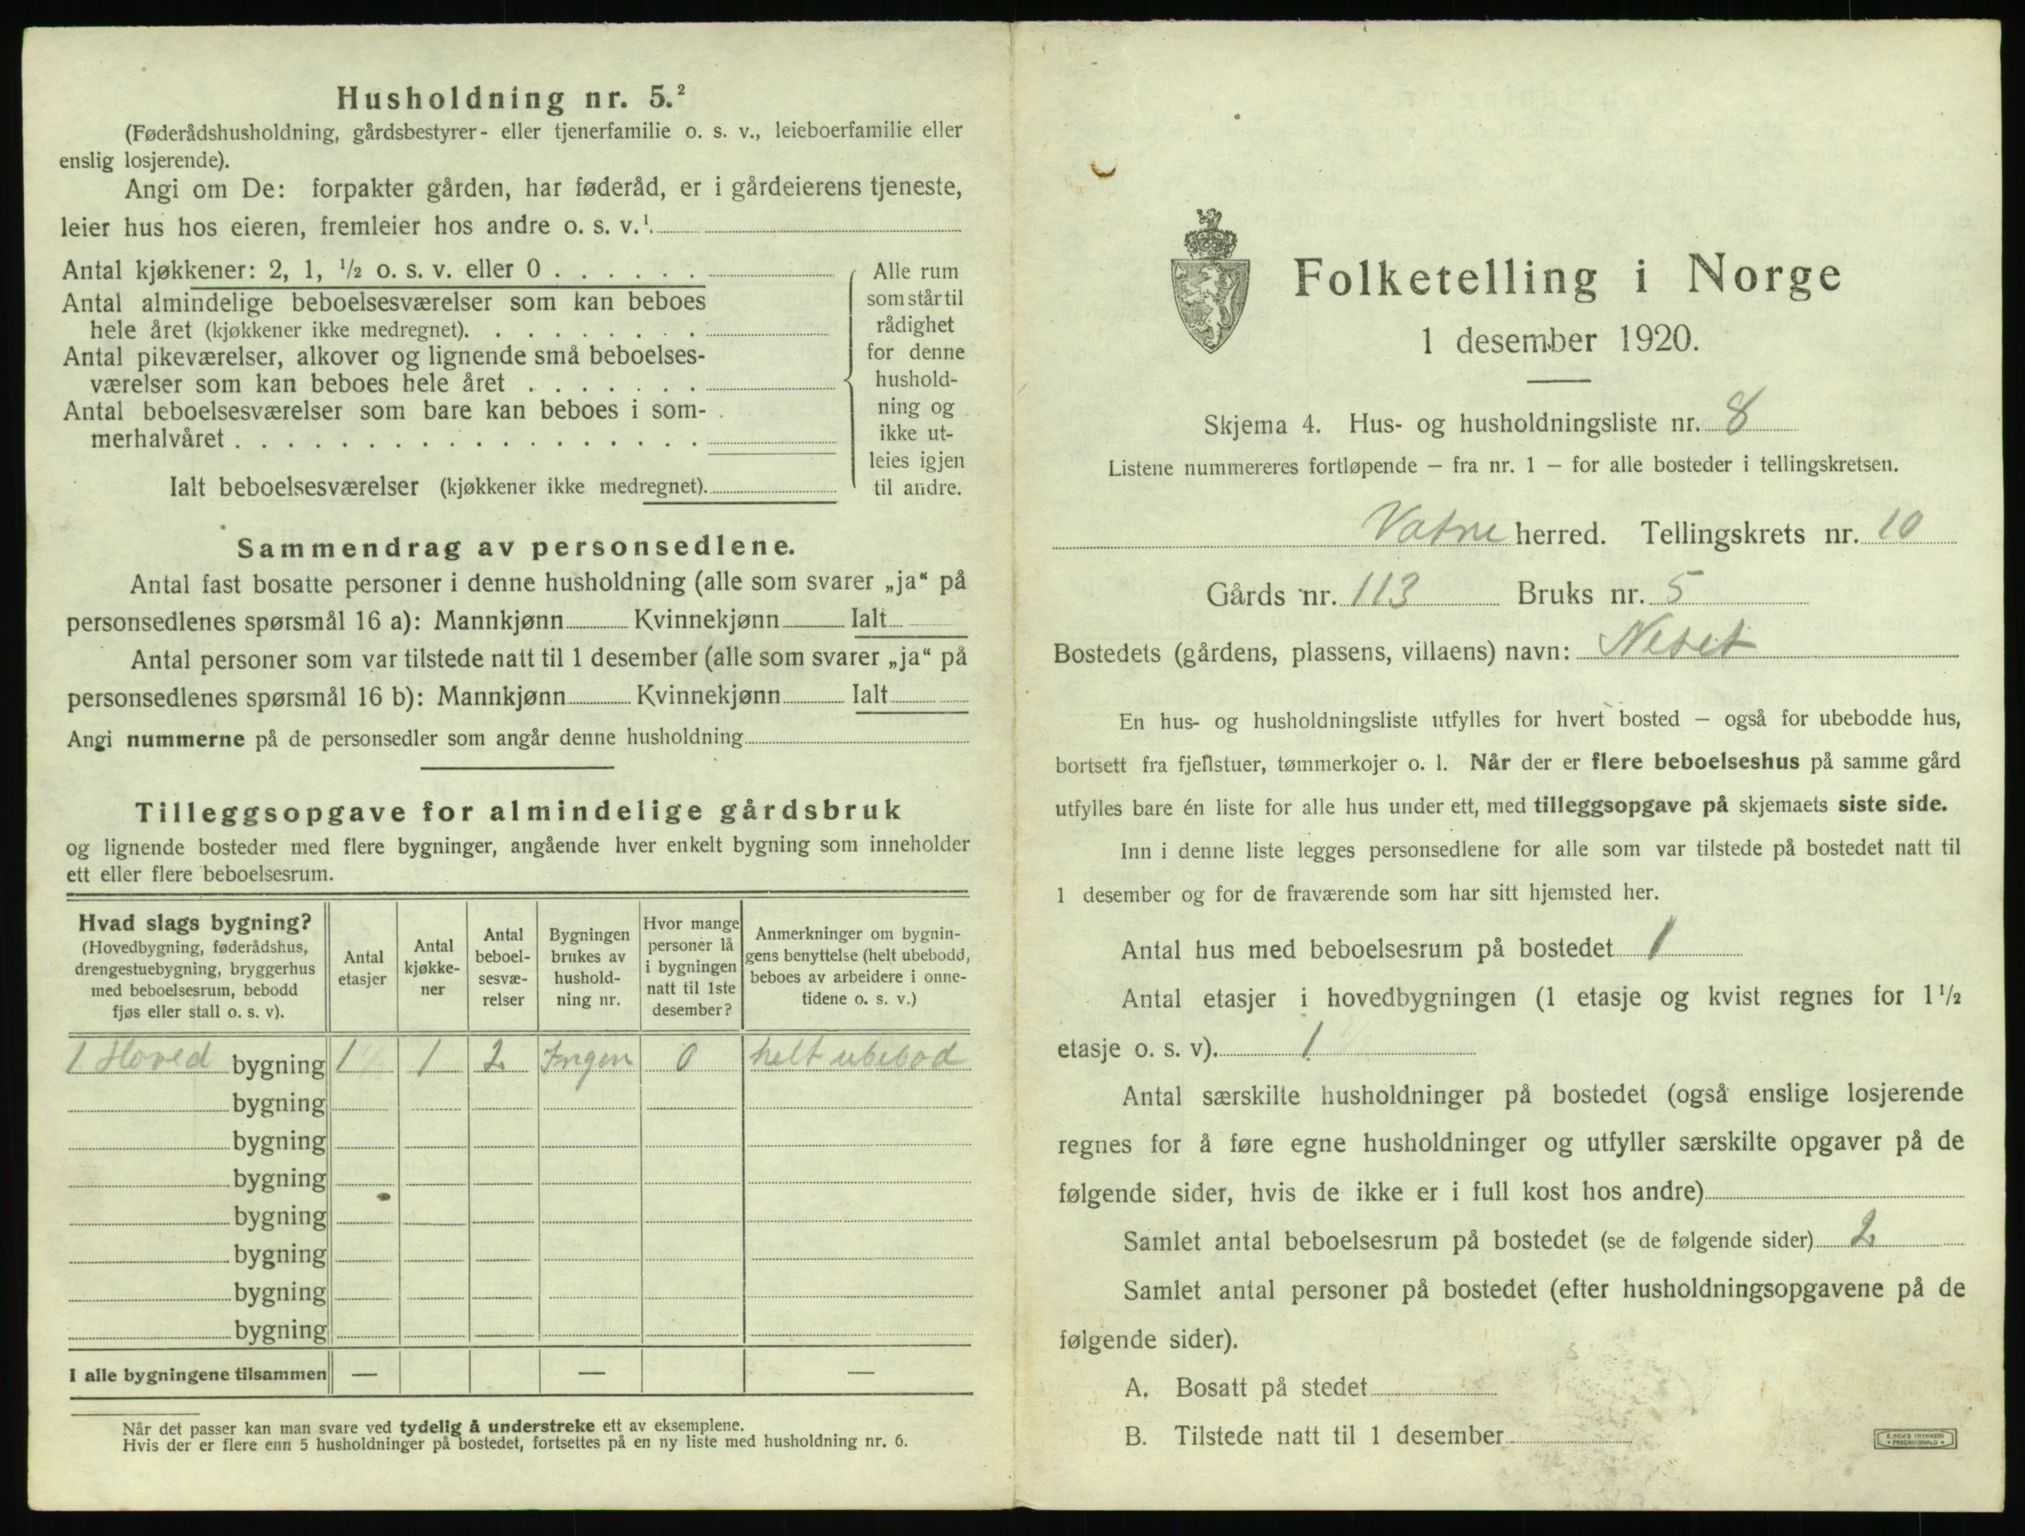 Husholdning nr. 5.²
(Føderådshusholdning, gårdsbestyrer- eller tjenerfamilie o. s. v., leieboerfamilie eller
enslig losjerende).
Angi om De: forpakter gården, har føderåd, er i gårdeierens tjeneste,
leier hus hos eieren, fremleier hos andre o. s. v.¹
Antal kjøkkener: 2, 1, ½ o. s. v. eller 0 . . . . . .
Antal almindelige beboelsesværelser som kan beboes
hele året (kjøkkener ikke medregnet). . . . . . . . .
Antal pikeværelser, alkover og lignende små beboelses-
værelser som kan beboes hele året . . . . . . .
Antal beboelsesværelser som bare kan beboes i som-
merhalvåret . . . . . . . . . . . . . . . . . .
Ialt beboelsesværelser (kjøkkener ikke medregnet).
Alle rum
som står til
rådighet
for denne
hushold-
ning og
ikke ut-
leies igjen
til andre.
Sammendrag av personsedlene.
Antal fast bosatte personer i denne husholdning (alle som svarer „ja“ på
personsedlenes spørsmål 16 a): Mannkjønn Kvinnekjønn Ialt
Antal personer som var tilstede natt til 1 desember (alle som svarer „ja“ på
personsedlenes spørsmål 16 b): Mannkjønn Kvinnekjønn Ialt
Angi nummerne på de personsedler som angår denne husholdning
Tilleggsopgave for almindelige gårdsbruk
og lignende bosteder med flere bygninger, angående hver enkelt bygning som inneholder
ett eller flere beboelsesrum.
Hvad slags bygning?
(Hovedbygning, føderådshus,
drengestuebygning, bryggerhus
med beboelsesrum, bebodd
fjøs eller stall o. s. v).
Antal
etasjer
Antal
kjøkke-
ner
Antal
beboel-
sesvæ-
relser
Bygningen
brukes av
hushold-
ning nr.
Hvor mange
personer lå
i bygningen
natt til 1ste
desember?
Anmerkninger om bygnin-
gens benyttelse (helt ubebodd,
beboes av arbeidere i onne-
tidene o. s. v.)
1 Hoved bygning 1 1 2 Ingen 0 helt ubebod
bygning
bygning
bygning
bygning
bygning
bygning
bygning
I alle bygningene tilsammen — — —
Når det passer kan man svare ved tydelig å understreke ett av eksemplene.
Hvis der er flere enn 5 husholdninger på bostedet, fortsettes på en ny liste med husholdning nr. 6.
Folketelling i Norge
1 desember 1920.
Skjema 4. Hus- og husholdningsliste nr. 8
Listene nummereres fortløpende – fra nr. 1 – for alle bosteder i tellingskretsen.
Vatne herred. Tellingskrets nr. 10
Gårds nr. 113 Bruks nr. 5
Bostedets (gårdens, plassens, villaens) navn: Neset
En hus- og husholdningsliste utfylles for hvert bosted – også for ubebodde hus,
bortsett fra fjellstuer, tømmerkojer o. l. Når der er flere beboelseshus på samme gård
utfylles bare én liste for alle hus under ett, med tilleggsopgave på skjemaets siste side.
Inn i denne liste legges personsedlene for alle som var tilstede på bostedet natt til
1 desember og for de fraværende som har sitt hjemsted her.
Antal hus med beboelsesrum på bostedet 1
Antal etasjer i hovedbygningen (1 etasje og kvist regnes for 1½
etasje o. s. v). 1
Antal særskilte husholdninger på bostedet (også enslige losjerende
regnes for å føre egne husholdninger og utfyller særskilte opgaver på de
følgende sider, hvis de ikke er i full kost hos andre)
Samlet antal beboelsesrum på bostedet (se de følgende sider) 2
Samlet antal personer på bostedet (efter husholdningsopgavene på de
følgende sider).
A. Bosatt på stedet
B. Tilstede natt til 1 desember